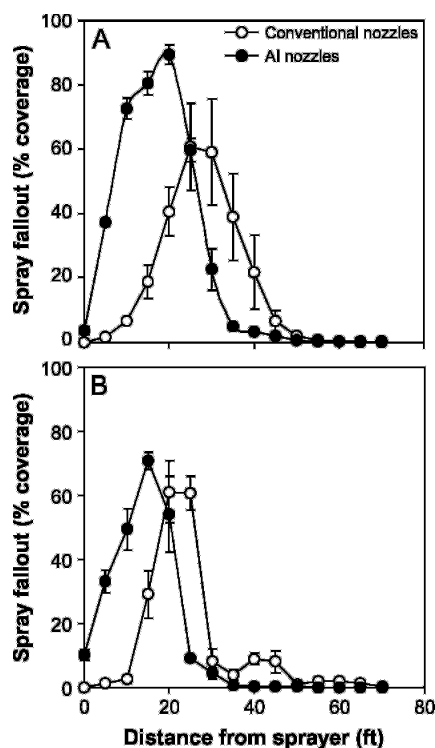 A
Conventional nozzles
AI nozzles
Spray fallout (% coverage)
100
80
60
40
20
0
B
Spray fallout (% coverage)
100
80
60
40
20
0
0 20 40 60 80
Distance from sprayer (ft)